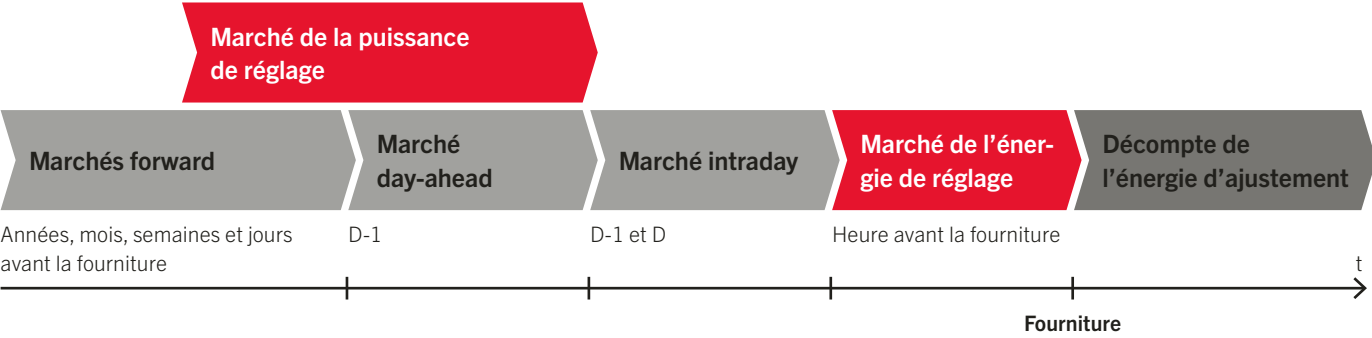 Marché de la puissance
de réglage
Marchés forward
Marché
day-ahead
Marché intraday
Marché de l’éner-
gie de réglage
Décompte de
l’énergie d’ajustement
Années, mois, semaines et jours
avant la fourniture
D-1
D-1 et D
Heure avant la fourniture
t
Fourniture